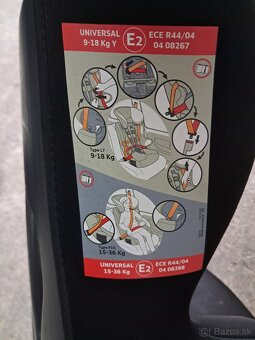 UNIVERSAL
9-18 Kg Y
E2
ECE R44/04
04 08267
Type L7
9-18 Kg
Type F10
15-36 Kg
UNIVERSAL
15-36 Kg
E2
ECE R44/04
04 08268
bazos.sk